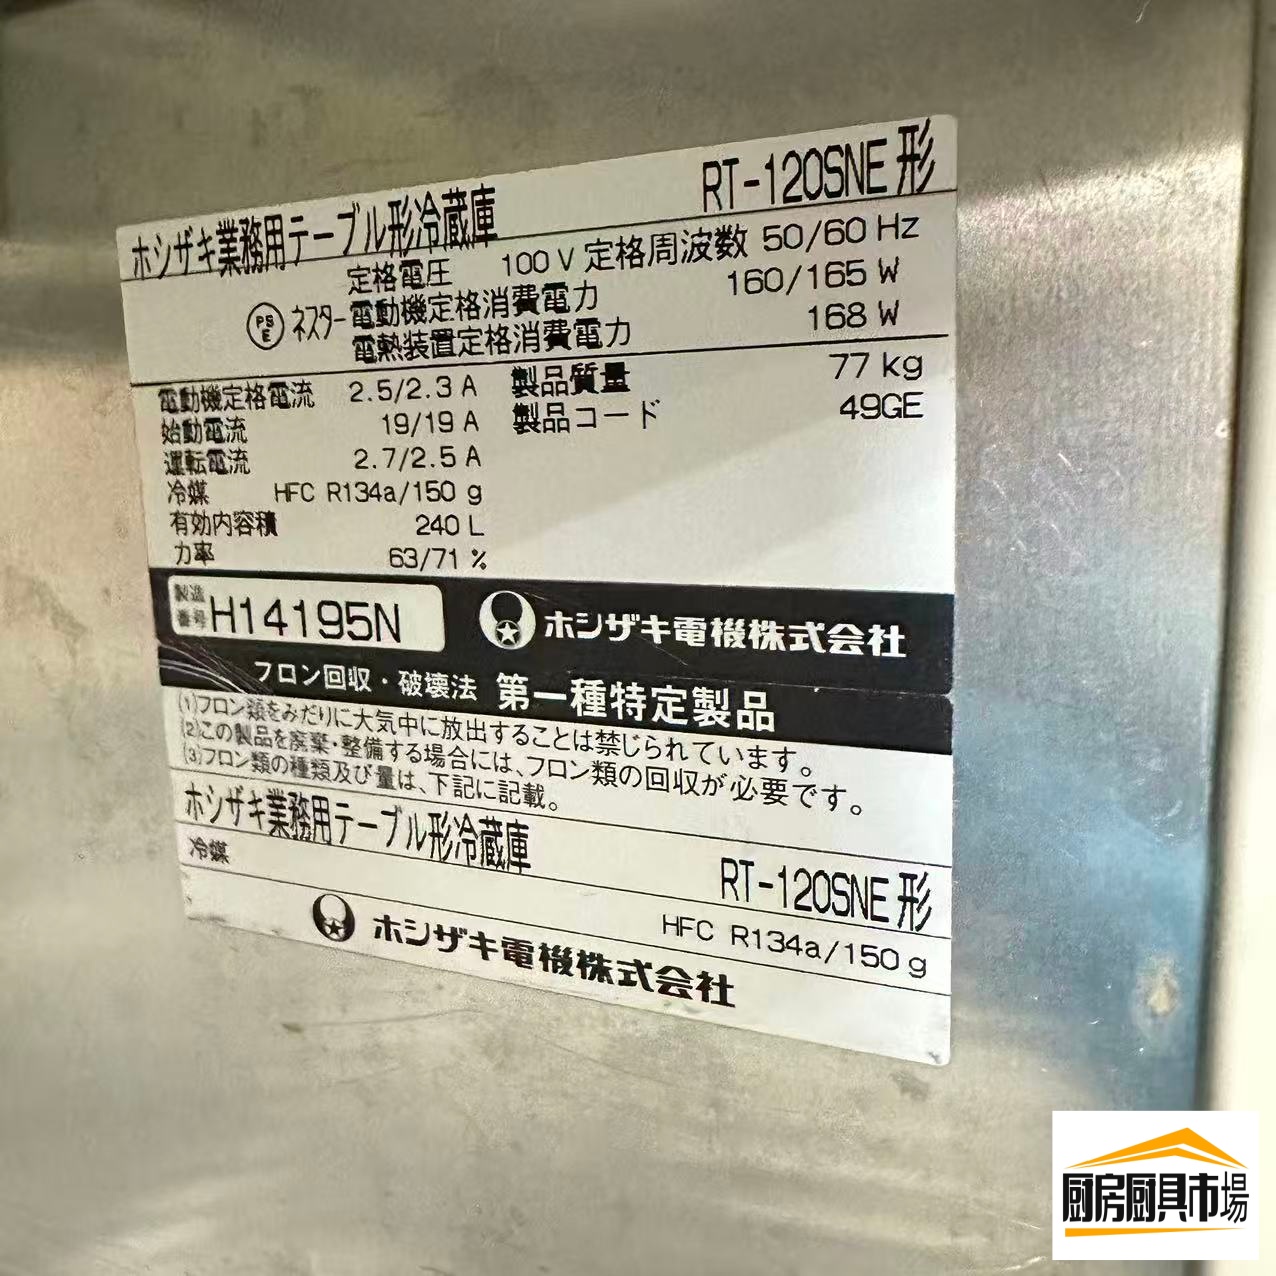 ホシザキ業務用テーブル形冷蔵庫 RT-120SNE形
定格電圧 100V 定格周波数 50/60 Hz
PSE ネスター 電動機定格消費電力 160/165 W
電熱装置定格消費電力 168 W
電動機定格電流 2.5/2.3 A
始動電流 19/19 A
運転電流 2.7/2.5 A
冷媒 HFC R134a/150 g
有効内容積 240 L
力率 63/71 %
製品質量 77 kg
製品コード 49GE
製造番号 H14195N
ホシザキ電機株式会社
フロン回収・破壊法 第一種特定製品
(1)フロン類をみだりに大気中に放出することは禁じられています。
(2)この製品を廃棄・整備する場合には、フロン類の回収が必要です。
(3)フロン類の種類及び量は、下記に記載。
ホシザキ業務用テーブル形冷蔵庫 RT-120SNE形
冷媒 HFC R134a/150 g
ホシザキ電機株式会社
厨房厨具市場